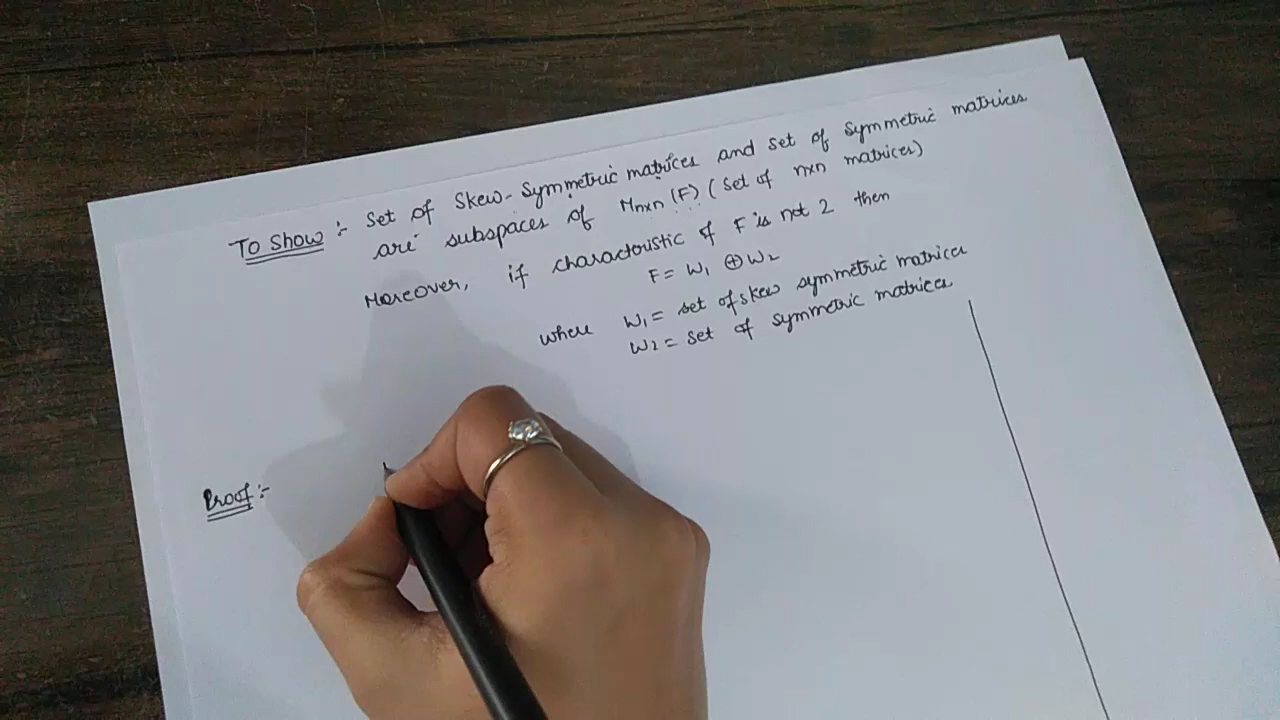 To Show :- Set of Skew-Symmetric matrices and set of symmetric matrices
are subspaces of Mnxn (F) (set of nxn matrices)
Moreover, if characteristic of F is not 2 then
F = W1 ⊕ W2
where W1 = set of skew symmetric matrices
W2 = set of symmetric matrices
Proof :-